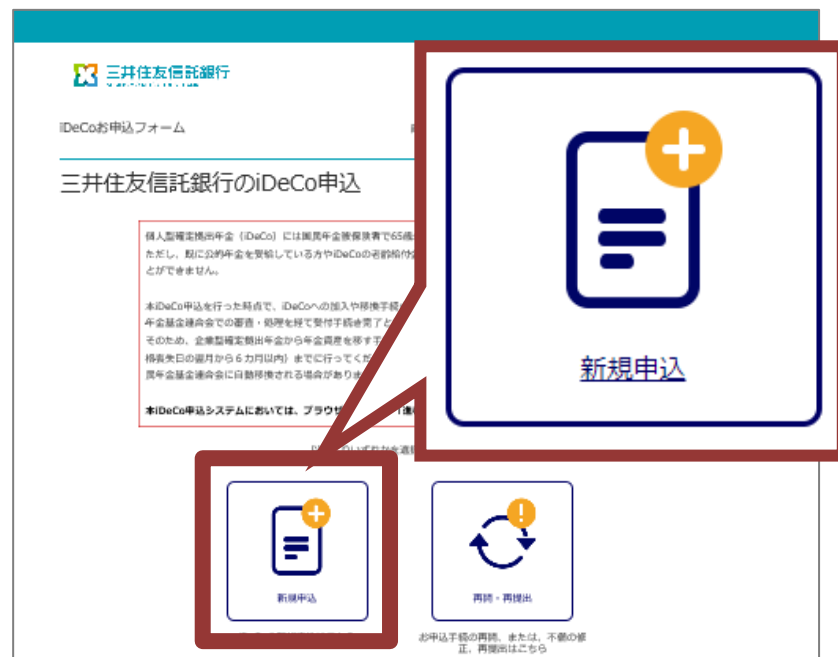 三井住友信託銀行
iDeCoお申込フォーム
三井住友信託銀行のiDeCo申込
個人型確定拠出年金（iDeCo）には国民年金被保険者で65歳
ただし、既に公的年金を受給している方やiDeCoの老齢給付
とができません。
本iDeCo申込を行った時点で、iDeCoへの加入や移換手続
年金基金連合会での審査・処理を経て受付手続き完了と
そのため、企業型確定拠出年金から年金資産を移す
格喪失日の翌月から６カ月以内）までに行ってくだ
民年金基金連合会に自動移換される場合がありま
本iDeCo申込システムにおいては、ブラウザ
新規申込
新規申込
再開・再提出
お申込手続の再開、または、不備の修
正、再提出はこちら